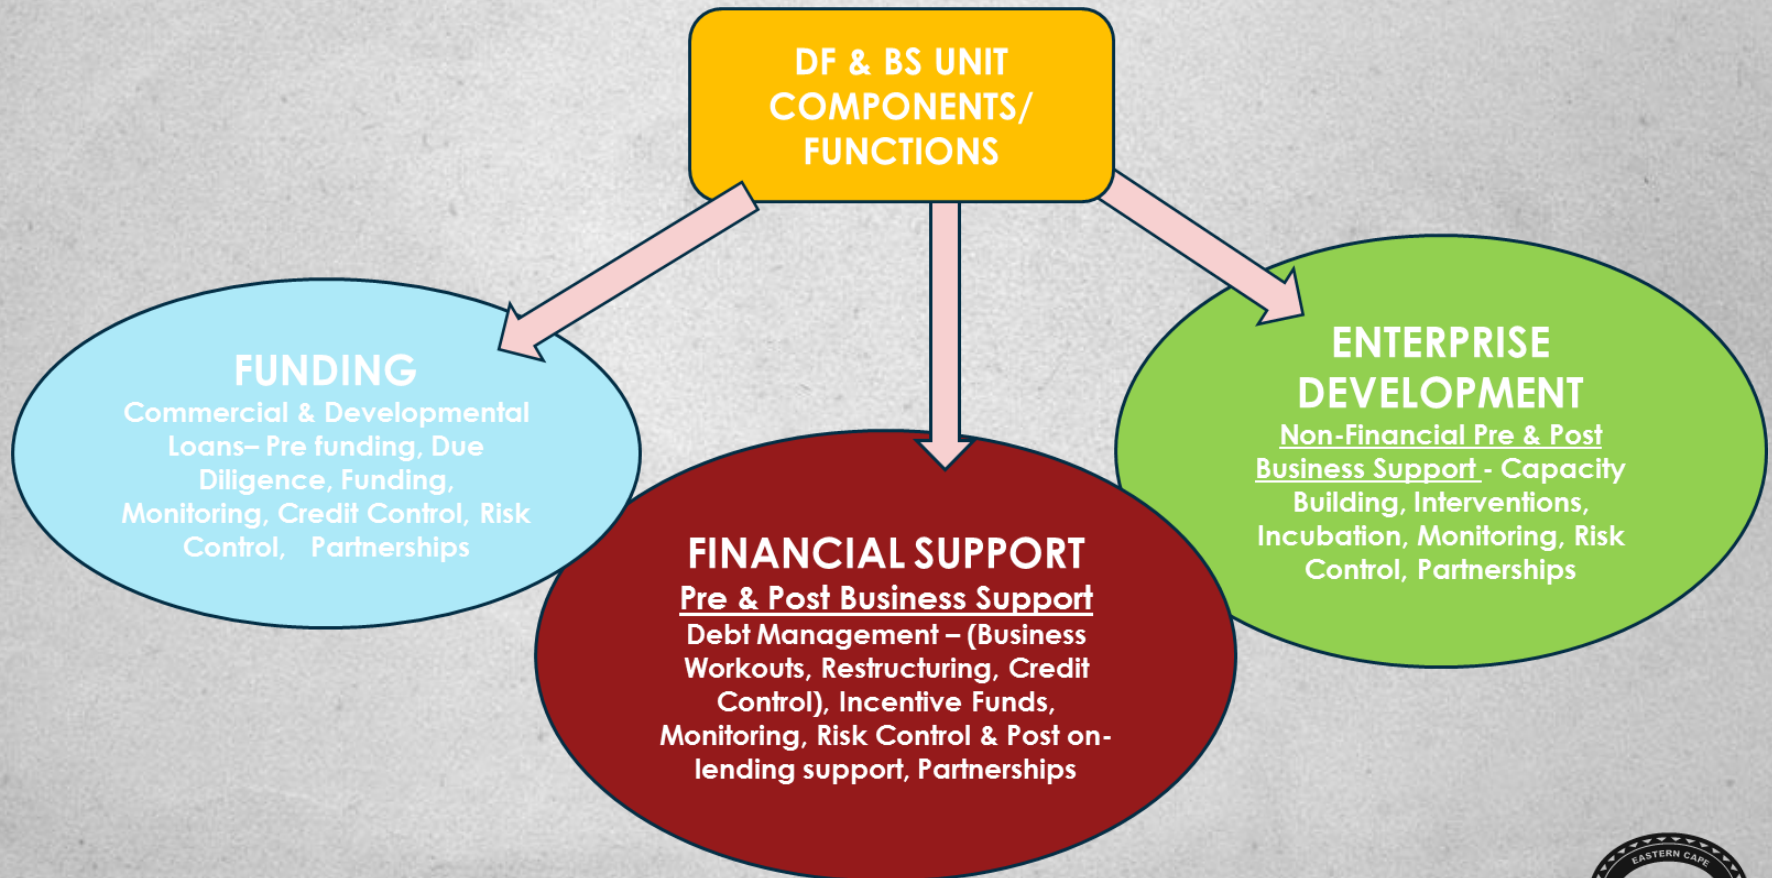 DF & BS UNIT
COMPONENTS/
FUNCTIONS
FUNDING
Commercial & Developmental
Loans– Pre funding, Due
Diligence, Funding,
Monitoring, Credit Control, Risk
Control, Partnerships
FINANCIAL SUPPORT
Pre & Post Business Support
Debt Management – (Business
Workouts, Restructuring, Credit
Control), Incentive Funds,
Monitoring, Risk Control & Post on-
lending support, Partnerships
ENTERPRISE
DEVELOPMENT
Non-Financial Pre & Post
Business Support - Capacity
Building, Interventions,
Incubation, Monitoring, Risk
Control, Partnerships
EASTERN CAPE